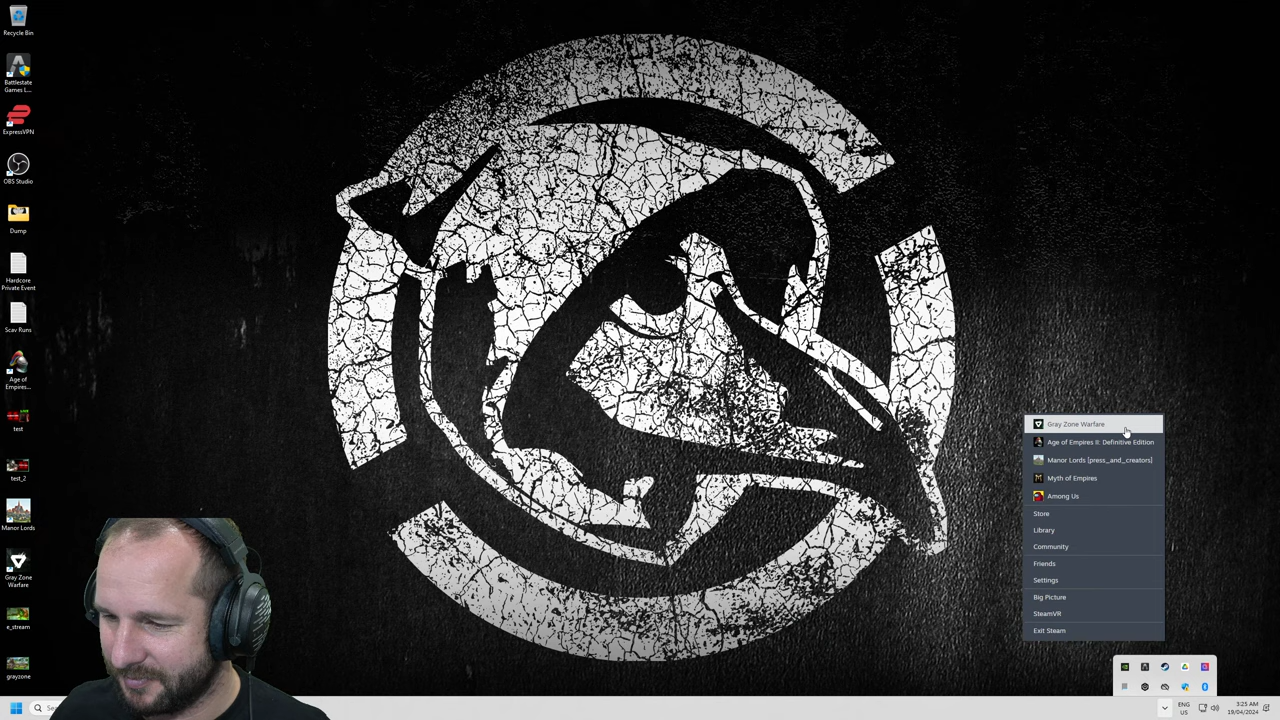 Recycle Bin
Battlestate
Games L...
ExpressVPN
OBS Studio
Dump
Hardcore
Private Event
Scav Runs
Age of
Empires...
test
test_2
Manor Lords
Gray Zone
Warfare
e_stream
grayzone
Gray Zone Warfare
Age of Empires II: Definitive Edition
Manor Lords [press_and_creators]
Myth of Empires
Among Us
Store
Library
Community
Friends
Settings
Big Picture
SteamVR
Exit Steam
ENG
US
3:25 AM
19/04/2024